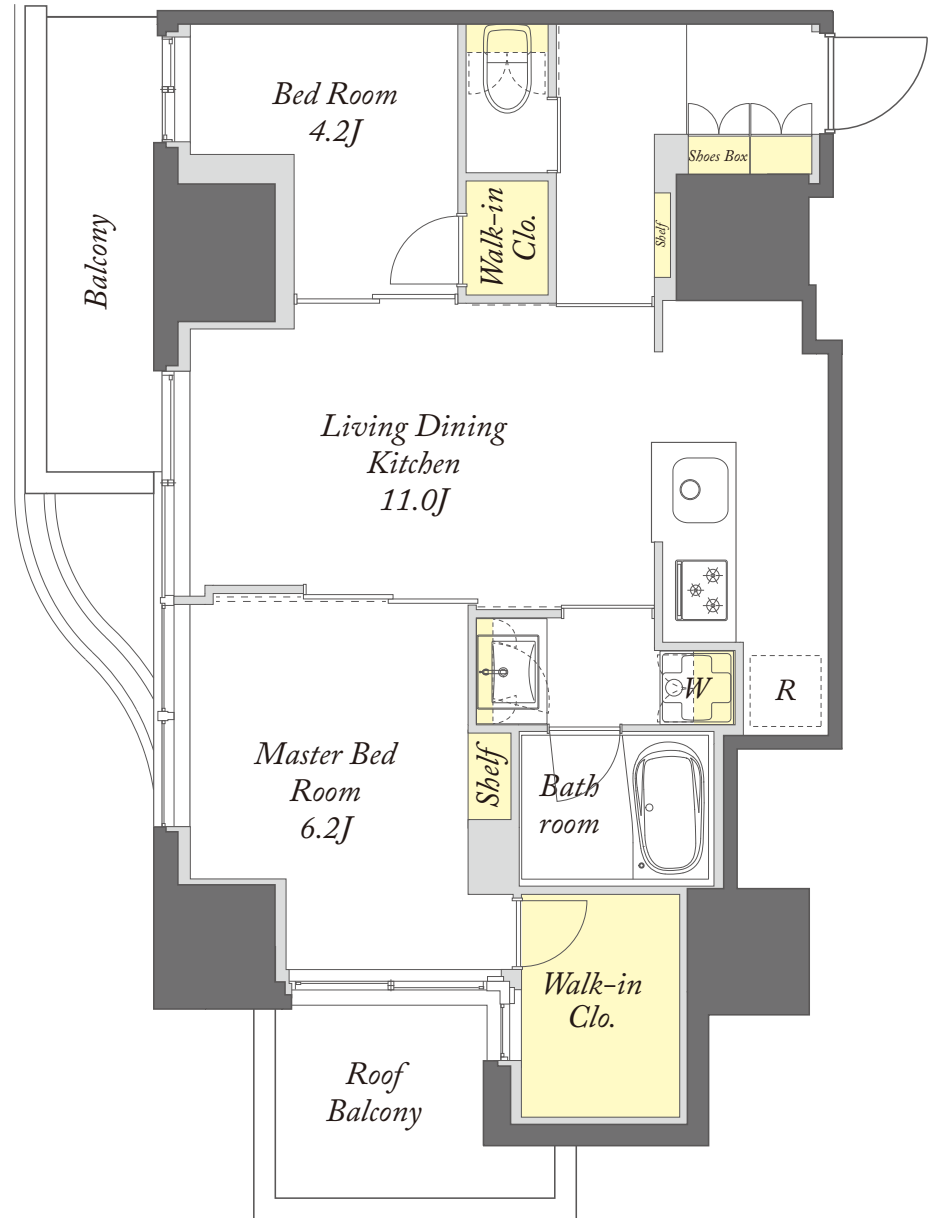 Bed Room
4.2J
Shoes Box
Walk-in
Clo.
Shelf
Balcony
Living Dining
Kitchen
11.0J
W
R
Master Bed
Room
6.2J
Shelf
Bath
room
Walk-in
Clo.
Roof
Balcony